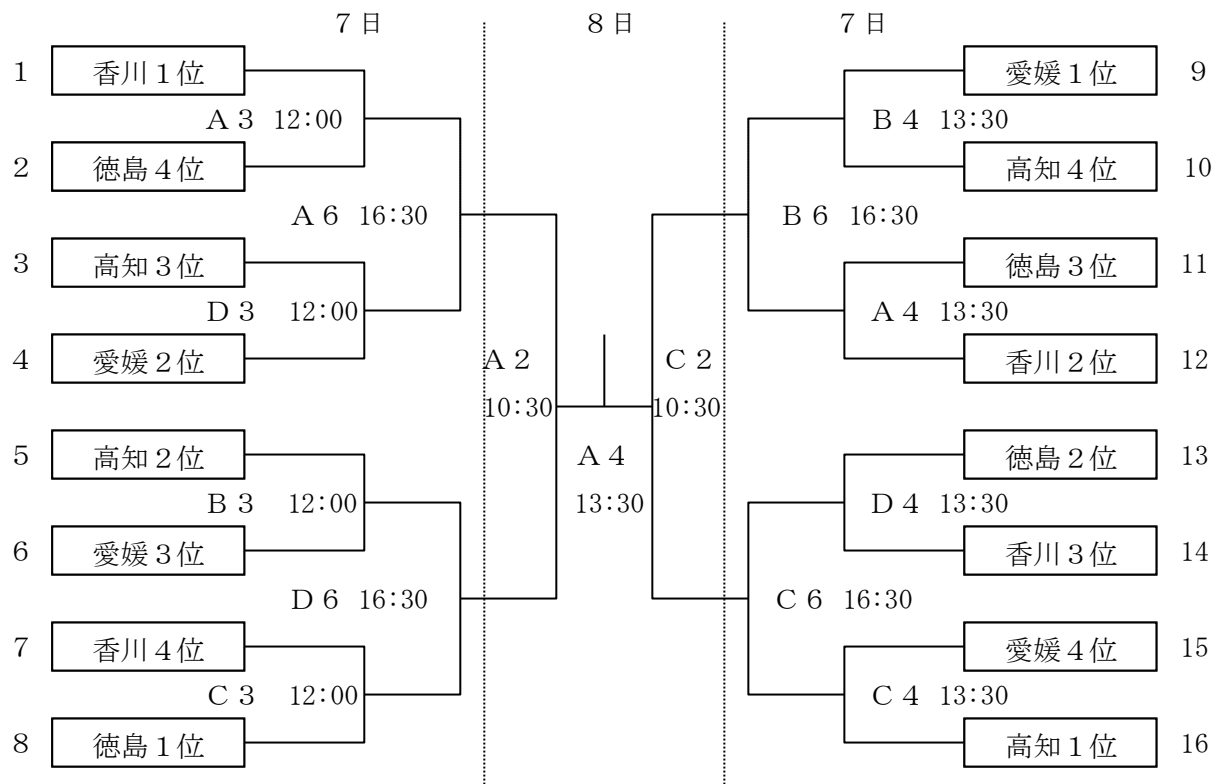 ７日 ８日 ７日
1 香川１位 愛媛１位 9
Ａ３ 12:00 Ｂ４ 13:30
2 徳島４位 高知４位 10
Ａ６ 16:30 Ｂ６ 16:30
3 高知３位 徳島３位 11
Ｄ３ 12:00 Ａ４ 13:30
4 愛媛２位 Ａ２ Ｃ２ 香川２位 12
10:30 10:30
5 高知２位 Ａ４ 徳島２位 13
Ｂ３ 12:00 13:30 Ｄ４ 13:30
6 愛媛３位 香川３位 14
Ｄ６ 16:30 Ｃ６ 16:30
7 香川４位 愛媛４位 15
Ｃ３ 12:00 Ｃ４ 13:30
8 徳島１位 高知１位 16